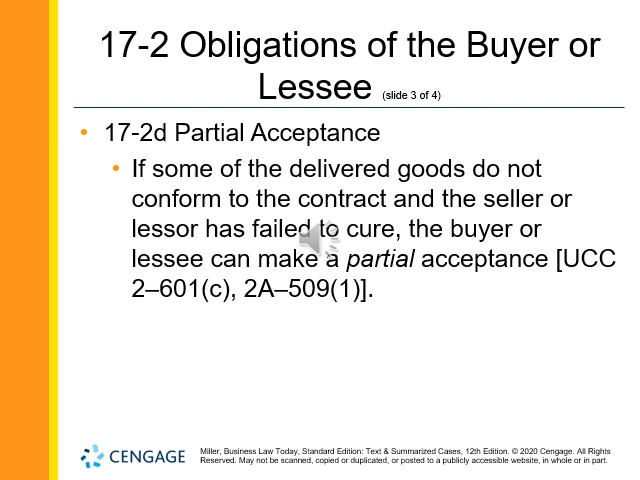 17-2 Obligations of the Buyer or
Lessee (slide 3 of 4)
• 17-2d Partial Acceptance
• If some of the delivered goods do not
conform to the contract and the seller or
lessor has failed to cure, the buyer or
lessee can make a partial acceptance [UCC
2–601(c), 2A–509(1)].
CENGAGE
Miller, Business Law Today, Standard Edition: Text & Summarized Cases, 12th Edition. © 2020 Cengage. All Rights
Reserved. May not be scanned, copied or duplicated, or posted to a publicly accessible website, in whole or in part.